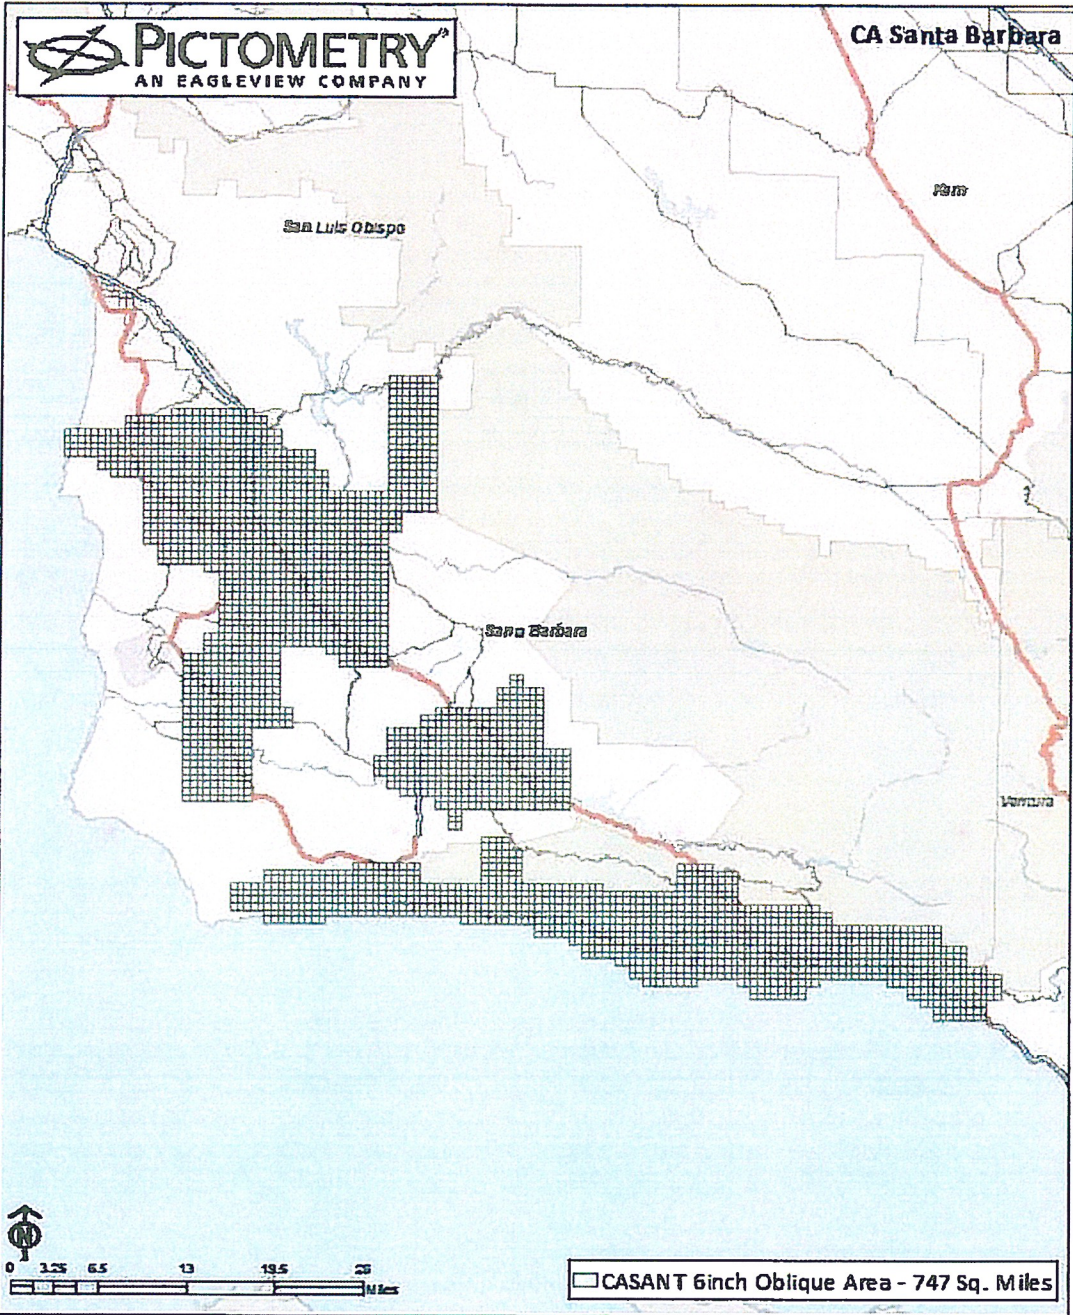 PICTOMETRY®
AN EAGLEVIEW COMPANY
CA Santa Barbara
Kern
San Luis Obispo
Santa Barbara
Ventura
N
0 3.25 6.5 13 19.5 26
Miles
CASANT 6inch Oblique Area - 747 Sq. Miles